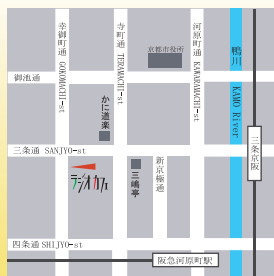 幸御町通 GOKOMACHI-st
寺町通 TERAMACHI-st
河原町通 KAWARAMACHI-st
鴨川 KAMO River
京都市役所
御池通
かに道楽
三条通 SANJYO-st
三条京阪
ラジオカフェ
三嶋亭
新京極通
四条通 SHIJYO-st
阪急河原町駅